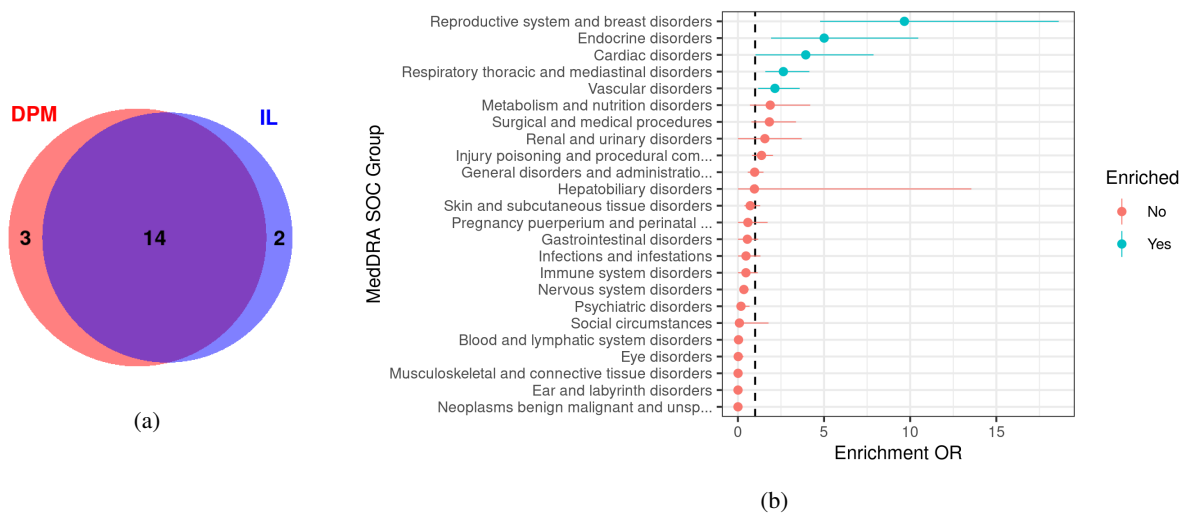 DPM
IL
3
14
2
(a)
MedDRA SOC Group
Reproductive system and breast disorders
Endocrine disorders
Cardiac disorders
Respiratory thoracic and mediastinal disorders
Vascular disorders
Metabolism and nutrition disorders
Surgical and medical procedures
Renal and urinary disorders
Injury poisoning and procedural com...
General disorders and administratio...
Hepatobiliary disorders
Skin and subcutaneous tissue disorders
Pregnancy puerperium and perinatal ...
Gastrointestinal disorders
Infections and infestations
Immune system disorders
Nervous system disorders
Psychiatric disorders
Social circumstances
Blood and lymphatic system disorders
Eye disorders
Musculoskeletal and connective tissue disorders
Ear and labyrinth disorders
Neoplasms benign malignant and unsp...
0 5 10 15
Enrichment OR
Enriched
No
Yes
(b)